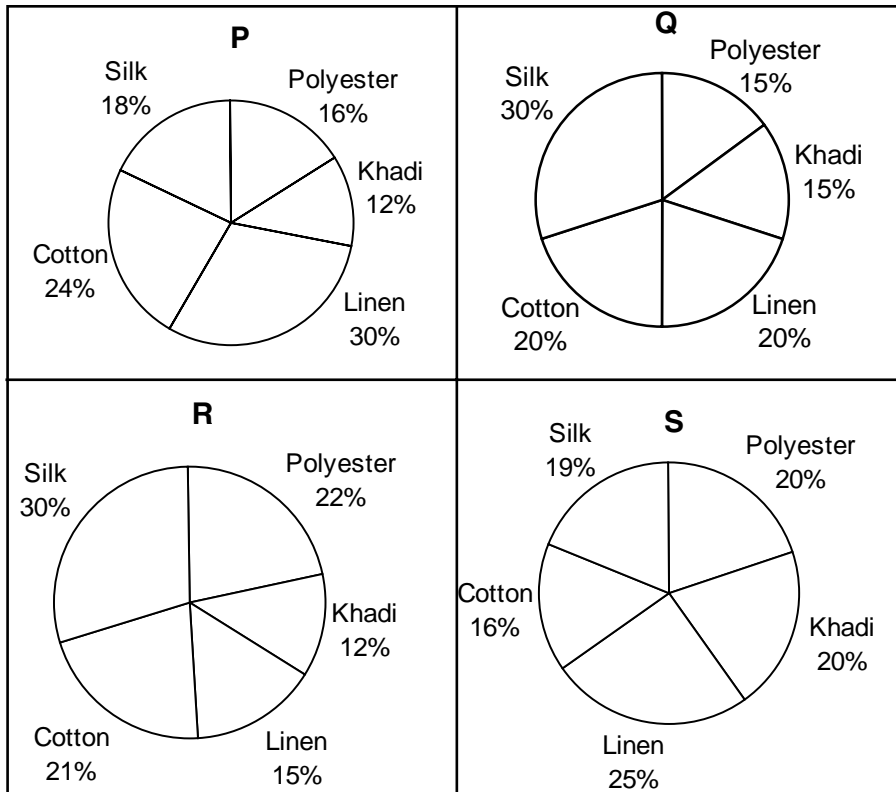 P
Silk
18%
Polyester
16%
Khadi
12%
Cotton
24%
Linen
30%
Q
Silk
30%
Polyester
15%
Khadi
15%
Cotton
20%
Linen
20%
R
Silk
30%
Polyester
22%
Khadi
12%
Cotton
21%
Linen
15%
S
Silk
19%
Polyester
20%
Cotton
16%
Khadi
20%
Linen
25%